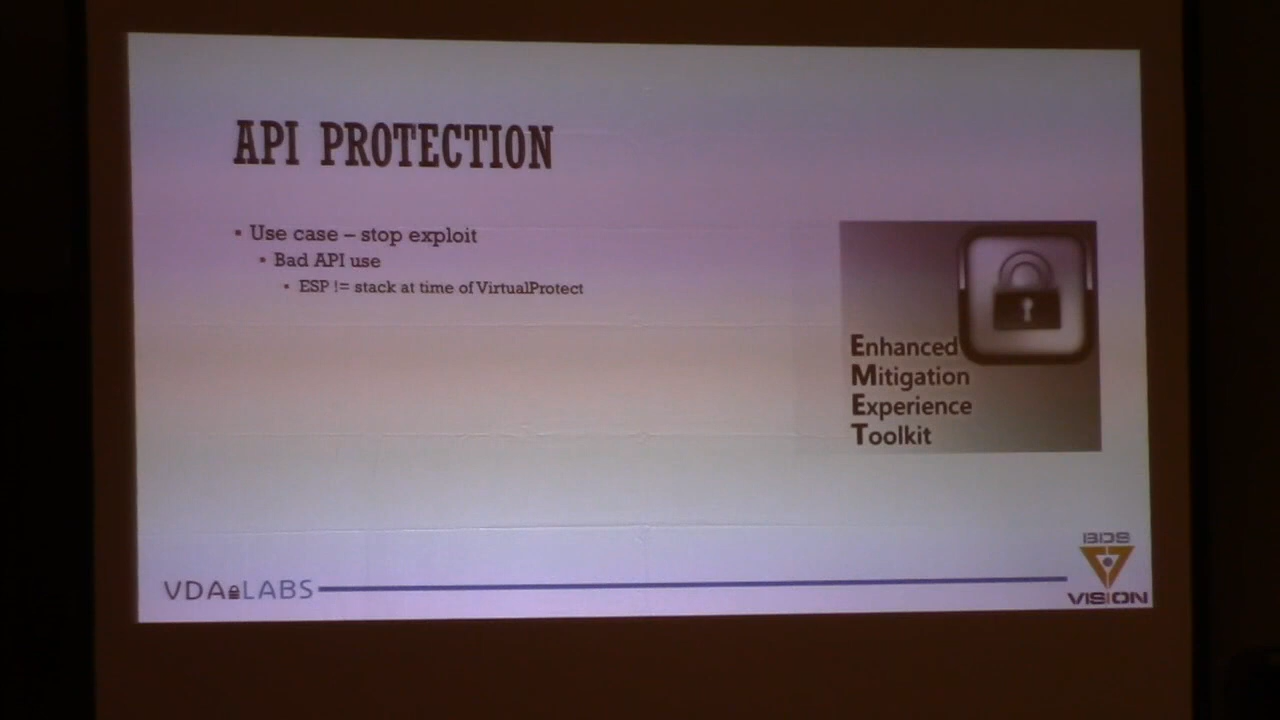 API PROTECTION
▪ Use case – stop exploit
▪ Bad API use
▪ ESP != stack at time of VirtualProtect
Enhanced
Mitigation
Experience
Toolkit
VDA LABS
BDS
VISION